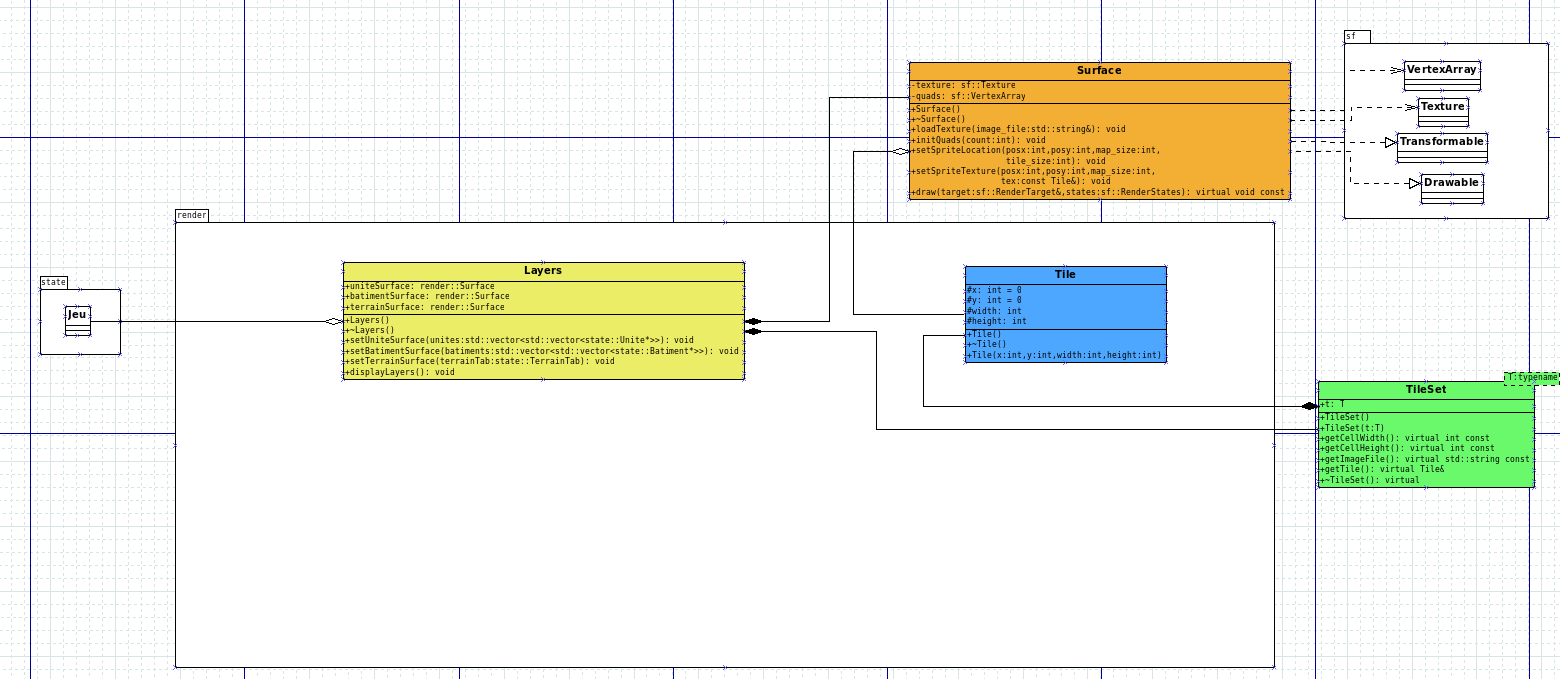 sf
VertexArray
Texture
Transformable
Drawable
Surface
-texture: sf::Texture
-quads: sf::VertexArray
+Surface()
+~Surface()
+loadTexture(image_file:std::string&): void
+initQuads(count:int): void
+setSpriteLocation(posx:int,posy:int,map_size:int,
tile_size:int): void
+setSpriteTexture(posx:int,posy:int,map_size:int,
tex:const Tile&): void
+draw(target:sf::RenderTarget&,states:sf::RenderStates): virtual void const
render
state
Jeu
Layers
+uniteSurface: render::Surface
+batimentSurface: render::Surface
+terrainSurface: render::Surface
+Layers()
+~Layers()
+setUniteSurface(unites:std::vector<std::vector<state::Unite*>>): void
+setBatimentSurface(batiments:std::vector<std::vector<state::Batiment*>>): void
+setTerrainSurface(terrainTab:state::TerrainTab): void
+displayLayers(): void
Tile
#x: int = 0
#y: int = 0
#width: int
#height: int
+Tile()
+~Tile()
+Tile(x:int,y:int,width:int,height:int)
T:typename
TileSet
+t: T
+TileSet()
+TileSet(t:T)
+getCellWidth(): virtual int const
+getCellHeight(): virtual int const
+getImageFile(): virtual std::string const
+getTile(): virtual Tile&
+~TileSet(): virtual